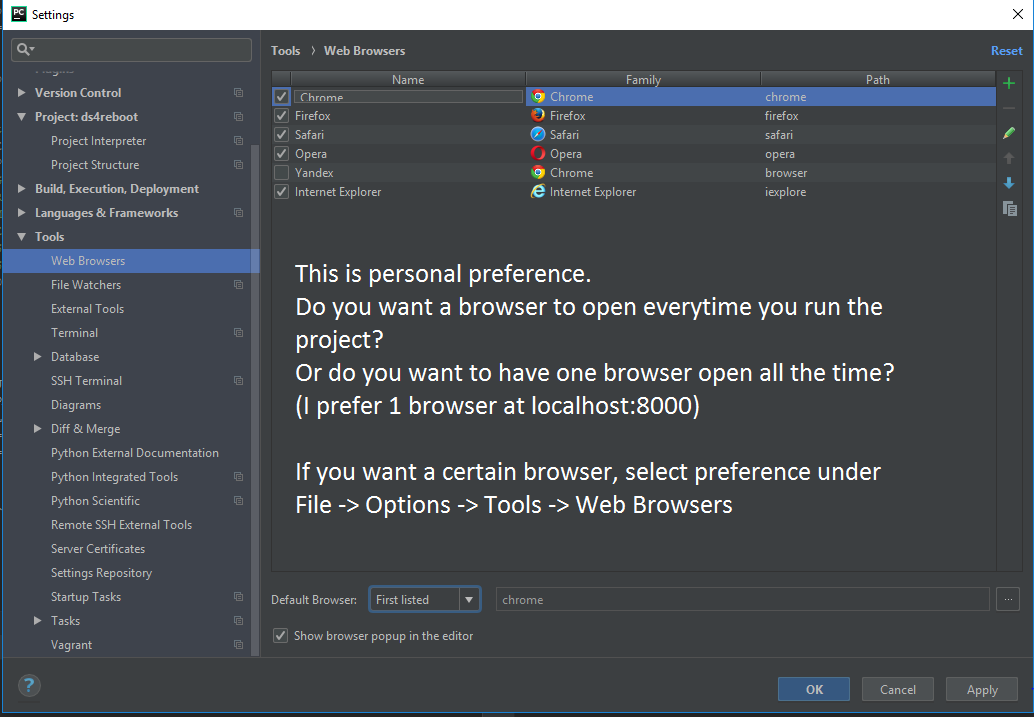 PC
Settings
Tools › Web Browsers
Reset
Version Control
Project: ds4reboot
Project Interpreter
Project Structure
Build, Execution, Deployment
Languages & Frameworks
Tools
Web Browsers
File Watchers
External Tools
Terminal
Database
SSH Terminal
Diagrams
Diff & Merge
Python External Documentation
Python Integrated Tools
Python Scientific
Remote SSH External Tools
Server Certificates
Settings Repository
Startup Tasks
Tasks
Vagrant
Name Family Path
Chrome Chrome chrome
Firefox Firefox firefox
Safari Safari safari
Opera Opera opera
Yandex Chrome browser
Internet Explorer Internet Explorer iexplore
This is personal preference.
Do you want a browser to open everytime you run the
project?
Or do you want to have one browser open all the time?
(I prefer 1 browser at localhost:8000)
If you want a certain browser, select preference under
File -> Options -> Tools -> Web Browsers
Default Browser: First listed chrome ...
Show browser popup in the editor
? OK Cancel Apply